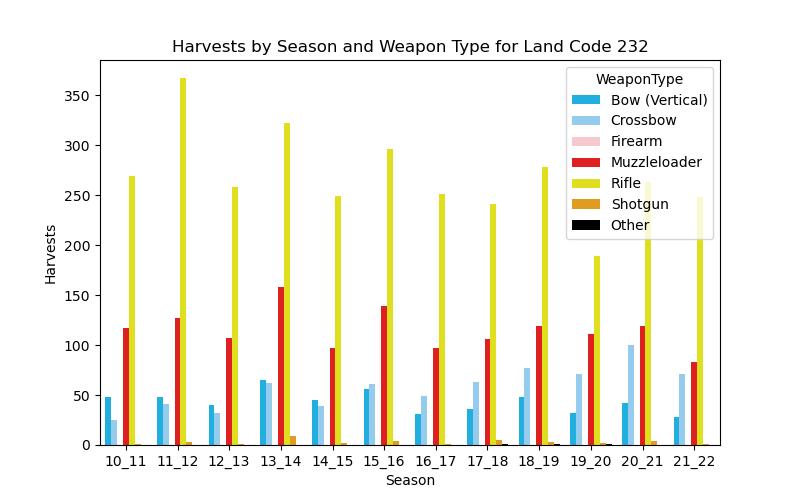 Harvests by Season and Weapon Type for Land Code 232
WeaponType
Bow (Vertical)
Crossbow
Firearm
Muzzleloader
Rifle
Shotgun
Other
Harvests
350
300
250
200
150
100
50
0
10_11 11_12 12_13 13_14 14_15 15_16 16_17 17_18 18_19 19_20 20_21 21_22
Season